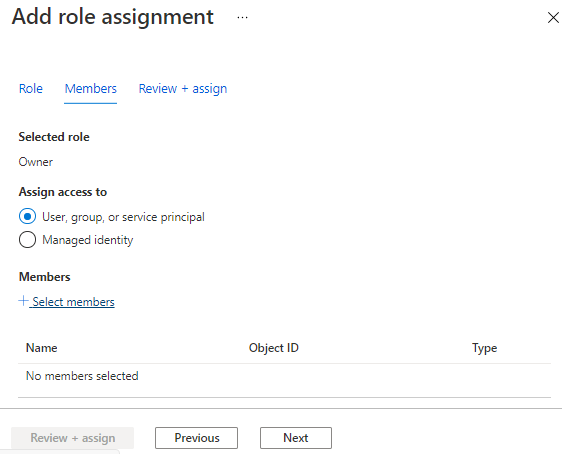 Add role assignment ...
Role Members Review + assign
Selected role
Owner
Assign access to
User, group, or service principal
Managed identity
Members
+ Select members
Name Object ID Type
No members selected
Review + assign Previous Next